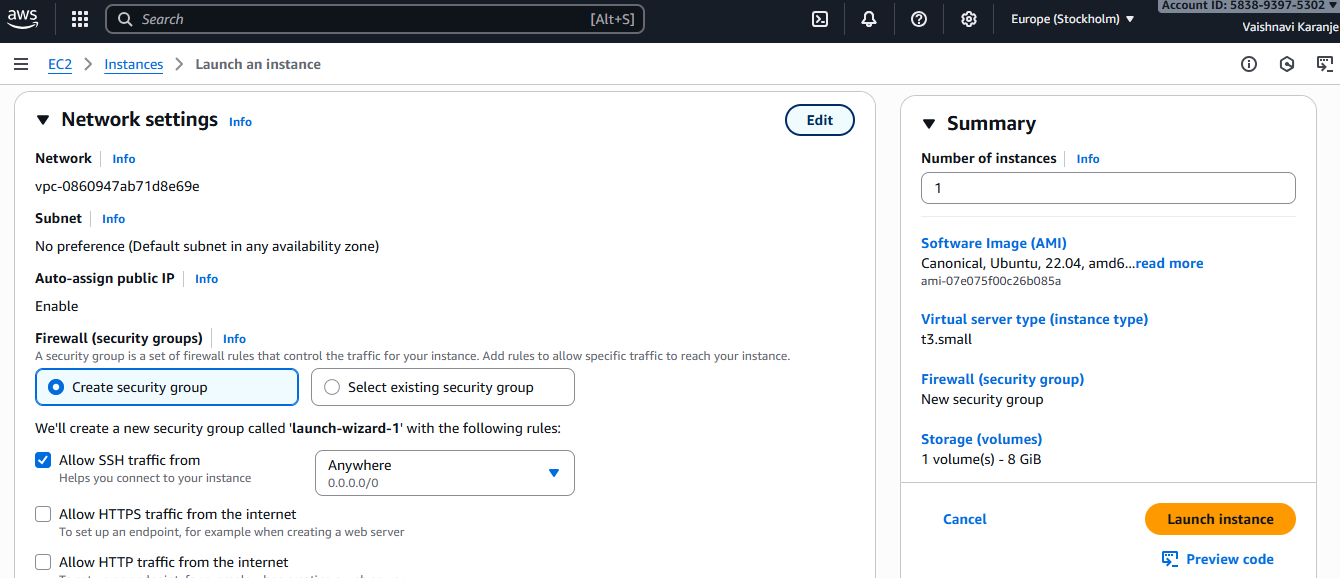 aws
Search [Alt+S]
Europe (Stockholm)
Account ID: 5838-9397-5302
Vaishnavi Karanje
EC2 > Instances > Launch an instance
Network settings Info
Edit
Network Info
vpc-0860947ab71d8e69e
Subnet Info
No preference (Default subnet in any availability zone)
Auto-assign public IP Info
Enable
Firewall (security groups) Info
A security group is a set of firewall rules that control the traffic for your instance. Add rules to allow specific traffic to reach your instance.
Create security group
Select existing security group
We'll create a new security group called 'launch-wizard-1' with the following rules:
Allow SSH traffic from
Helps you connect to your instance
Anywhere
0.0.0.0/0
Allow HTTPS traffic from the internet
To set up an endpoint, for example when creating a web server
Allow HTTP traffic from the internet
Summary
Number of instances Info
1
Software Image (AMI)
Canonical, Ubuntu, 22.04, amd6...read more
ami-07e075f00c26b085a
Virtual server type (instance type)
t3.small
Firewall (security group)
New security group
Storage (volumes)
1 volume(s) - 8 GiB
Cancel
Launch instance
Preview code